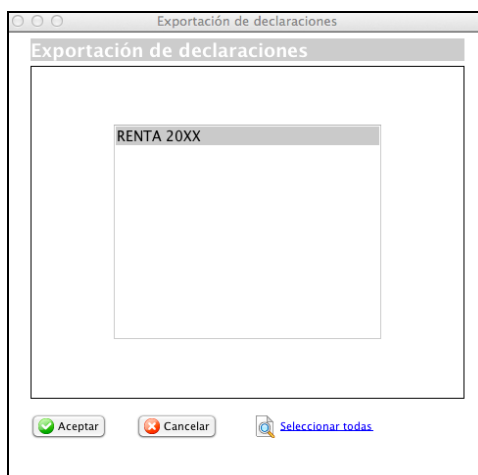 Exportación de declaraciones
Exportación de declaraciones
RENTA 20XX
Aceptar
Cancelar
Seleccionar todas